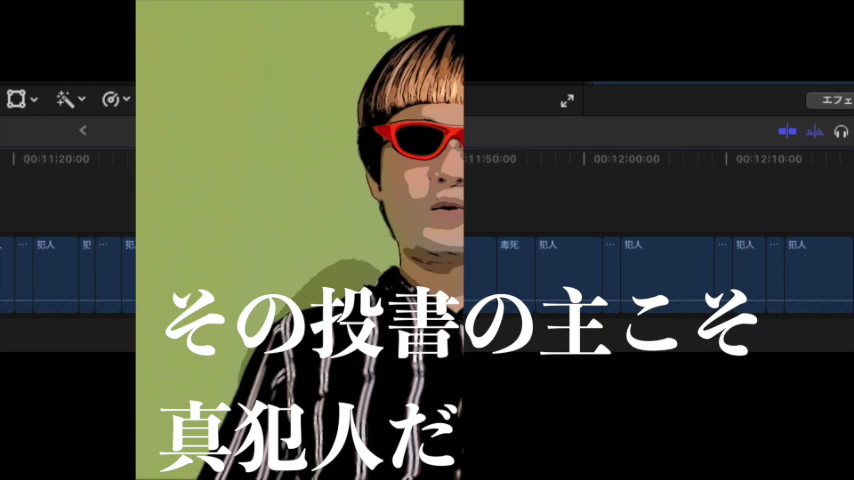 エフェ
00:11:20:00
:11:50:00
00:12:00:00
00:12:10:00
犯人
犯
犯
毒死
犯人
犯人
犯人
犯人
その投書の主こそ
真犯人だ